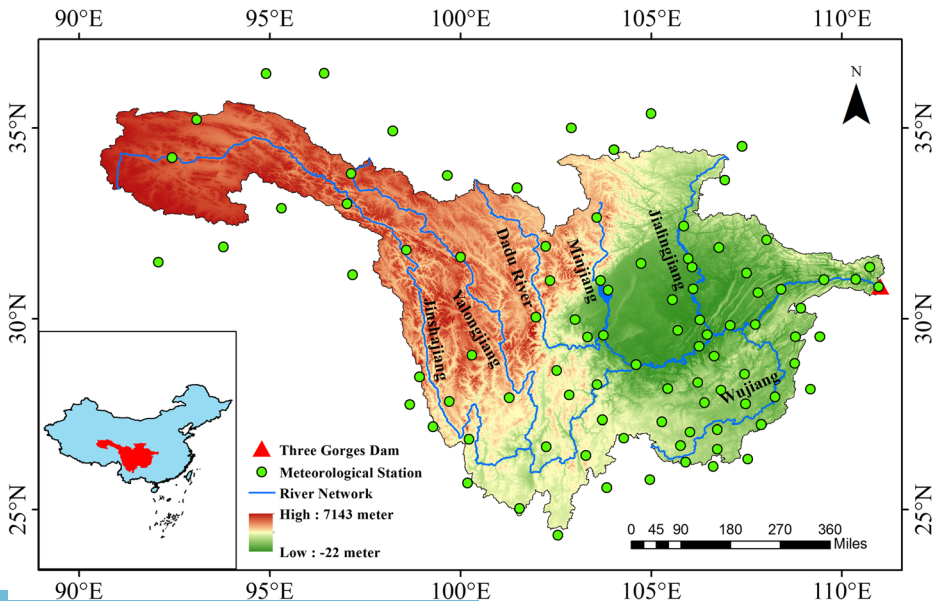 90°E 95°E 100°E 105°E 110°E
N
35°N 35°N
Jialingjiang
Dadu River
Minjiang
Yalongjiang
Jinshajiang
30°N 30°N
Wujiang
Three Gorges Dam
Meteorological Station
River Network
High : 7143 meter
Low : -22 meter
25°N 25°N
0 45 90 180 270 360
Miles
90°E 95°E 100°E 105°E 110°E